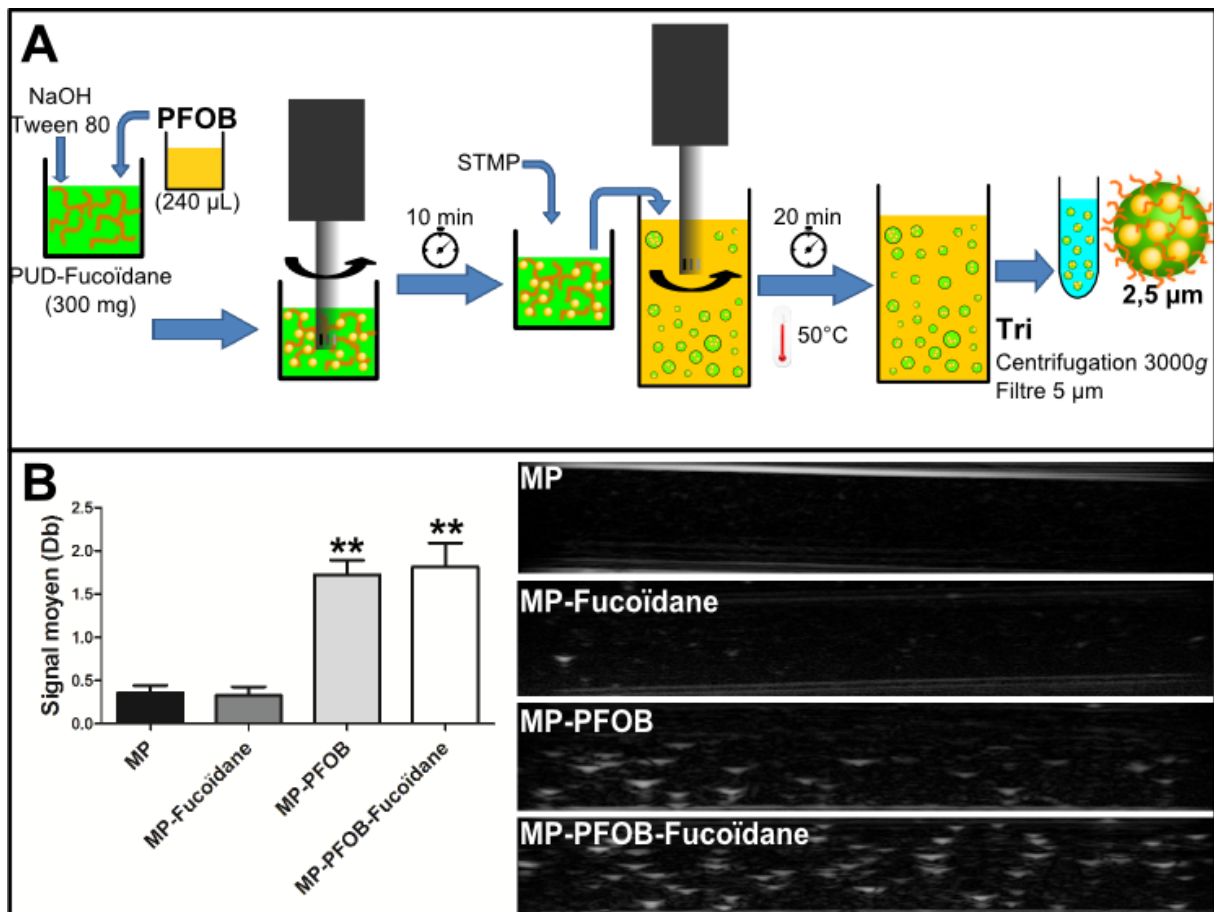 A
NaOH
Tween 80
PFOB
(240 µL)
PUD-Fucoïdane
(300 mg)
10 min
STMP
20 min
50°C
Tri
Centrifugation 3000g
Filtre 5 µm
2,5 µm
B
Signal moyen (Db)
2.5
2.0
1.5
1.0
0.5
0.0
**
**
MP
MP-Fucoïdane
MP-PFOB
MP-PFOB-Fucoïdane
MP
MP-Fucoïdane
MP-PFOB
MP-PFOB-Fucoïdane